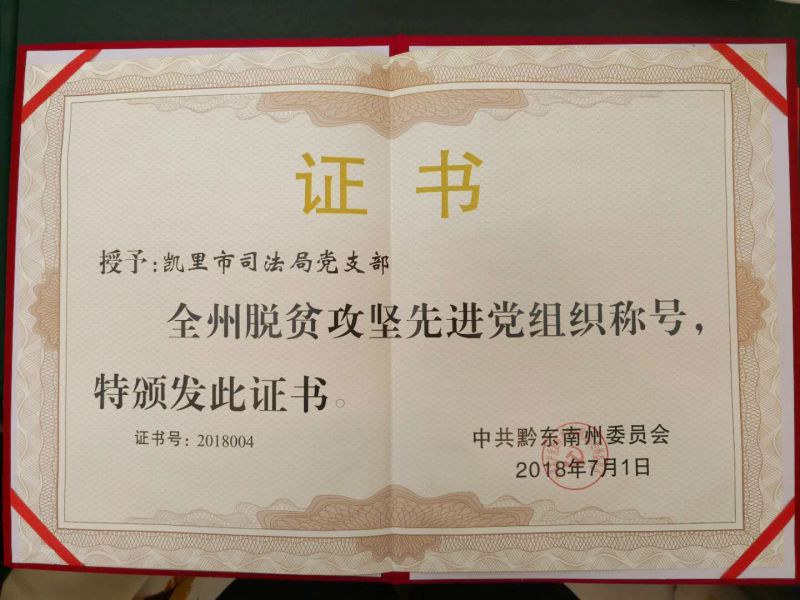 证书
授予:凯里市司法局党支部
全州脱贫攻坚先进党组织称号，
特颁发此证书。
证书号：2018004
中共黔东南州委员会
2018年7月1日